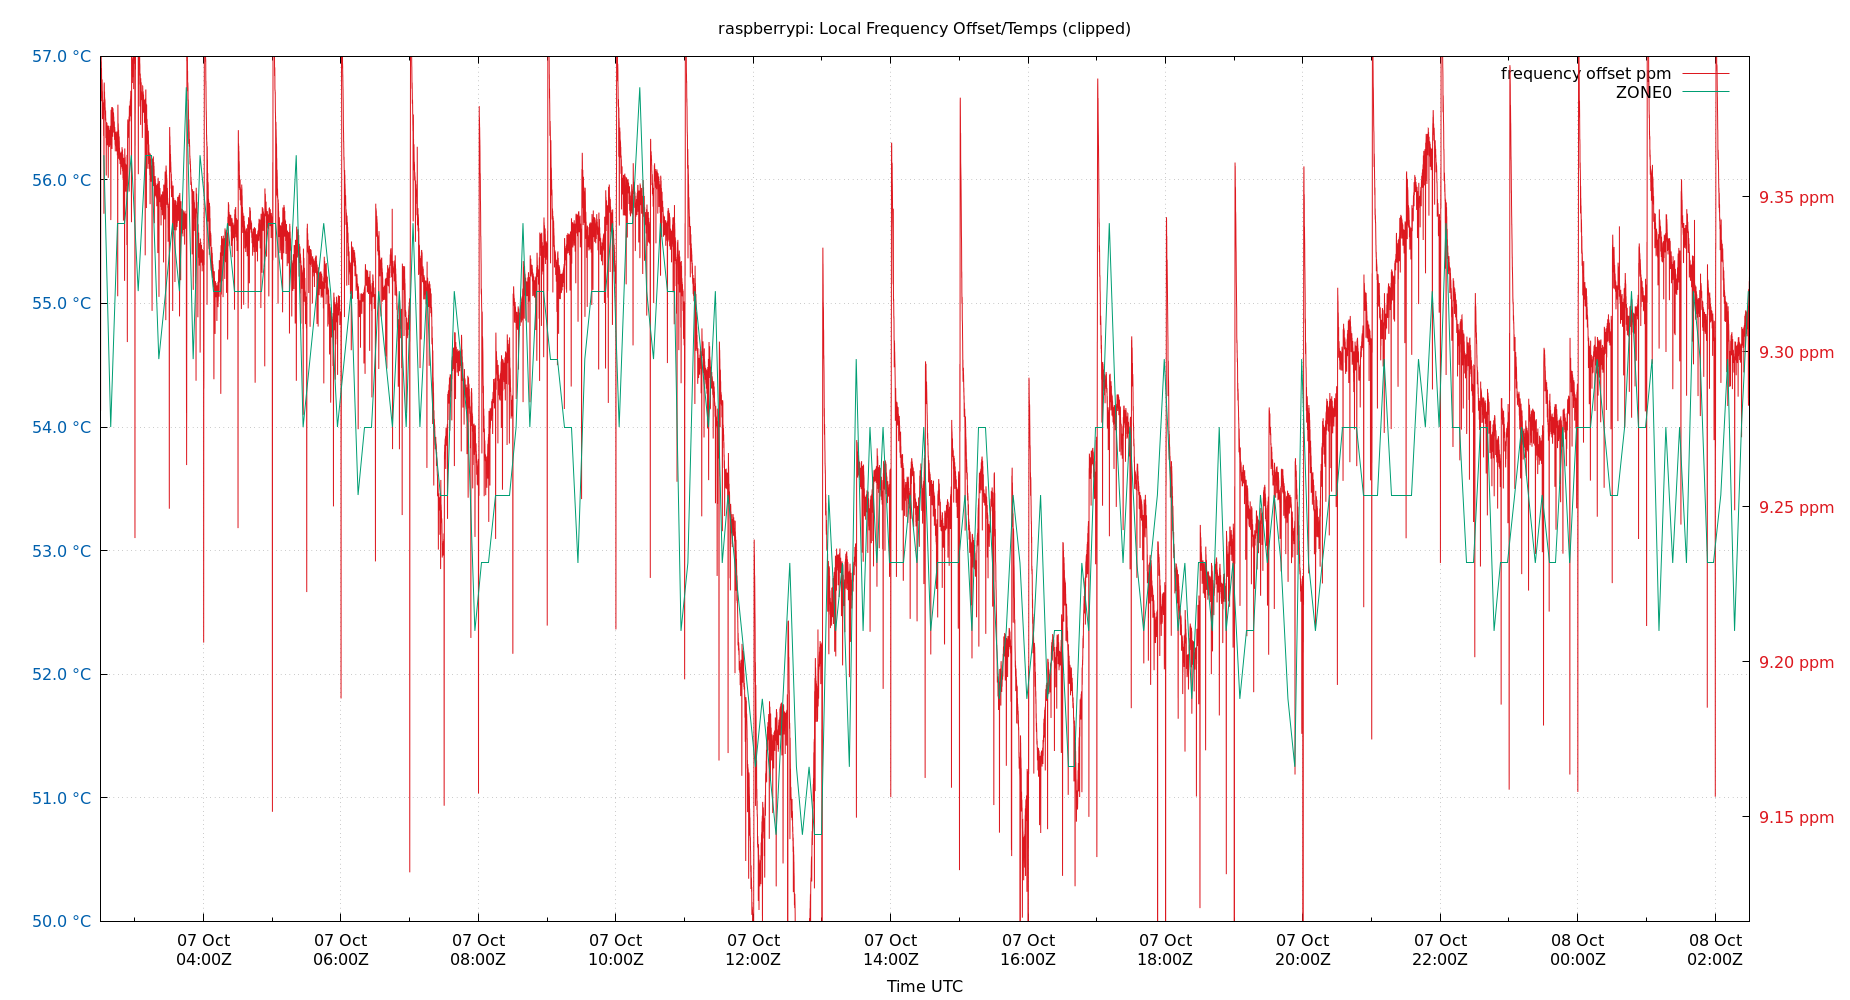 raspberrypi: Local Frequency Offset/Temps (clipped)
57.0 °C
56.0 °C
55.0 °C
54.0 °C
53.0 °C
52.0 °C
51.0 °C
50.0 °C
frequency offset ppm
ZONE0
9.35 ppm
9.30 ppm
9.25 ppm
9.20 ppm
9.15 ppm
07 Oct 07 Oct 07 Oct 07 Oct 07 Oct 07 Oct 07 Oct 07 Oct 07 Oct 07 Oct 08 Oct 08 Oct
04:00Z 06:00Z 08:00Z 10:00Z 12:00Z 14:00Z 16:00Z 18:00Z 20:00Z 22:00Z 00:00Z 02:00Z
Time UTC